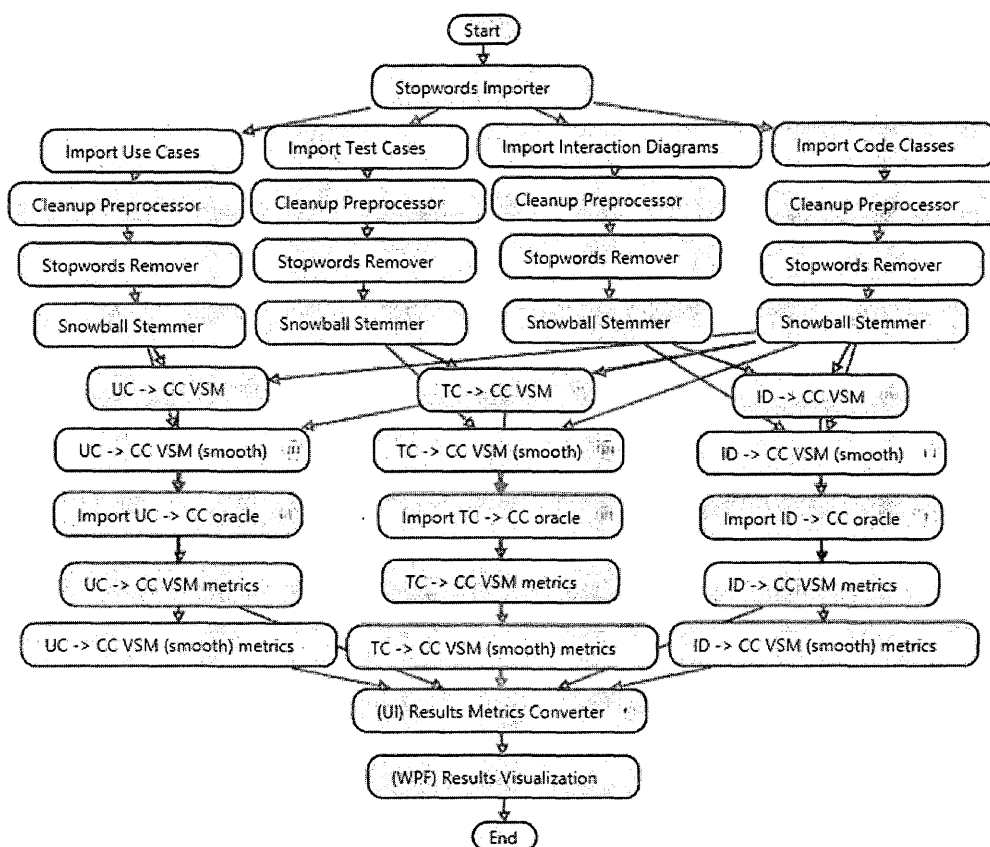 Start
Stopwords Importer
Import Use Cases
Import Test Cases
Import Interaction Diagrams
Import Code Classes
Cleanup Preprocessor
Cleanup Preprocessor
Cleanup Preprocessor
Cleanup Preprocessor
Stopwords Remover
Stopwords Remover
Stopwords Remover
Stopwords Remover
Snowball Stemmer
Snowball Stemmer
Snowball Stemmer
Snowball Stemmer
UC -> CC VSM
TC -> CC VSM
ID -> CC VSM
UC -> CC VSM (smooth)
TC -> CC VSM (smooth)
ID -> CC VSM (smooth)
Import UC -> CC oracle
Import TC -> CC oracle
Import ID -> CC oracle
UC -> CC VSM metrics
TC -> CC VSM metrics
ID -> CC VSM metrics
UC -> CC VSM (smooth) metrics
TC -> CC VSM (smooth) metrics
ID -> CC VSM (smooth) metrics
(UI) Results Metrics Converter
(WPF) Results Visualization
End